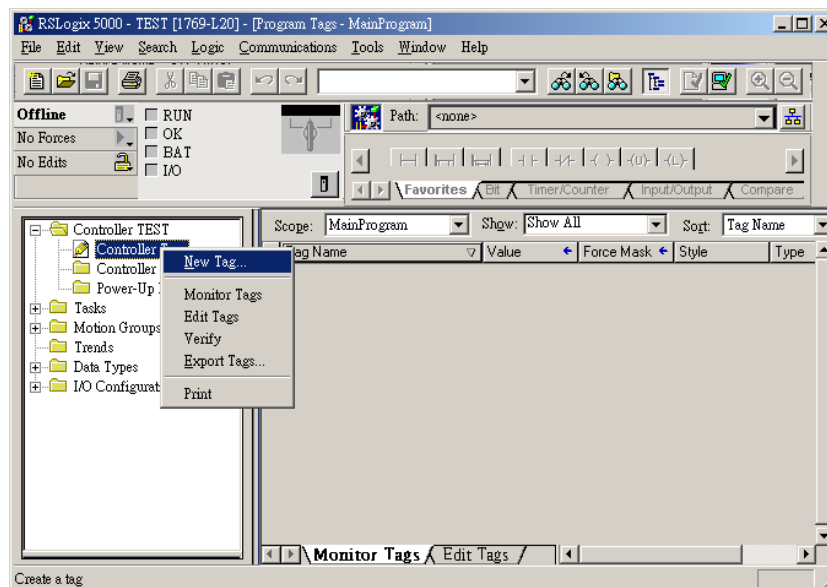 RSLogix 5000 - TEST [1769-L20] - [Program Tags - MainProgram]
File Edit View Search Logic Communications Tools Window Help
Offline
RUN
Path: <none>
No Forces
OK
No Edits
BAT
I/O
Favorites Bit Timer/Counter Input/Output Compare
Scope: MainProgram Show: Show All Sort: Tag Name
Tag Name Value Force Mask Style Type
Controller TEST
Controller
Controller
Power-Up
Tasks
Motion Groups
Trends
Data Types
I/O Configurat
New Tag...
Monitor Tags
Edit Tags
Verify
Export Tags...
Print
Monitor Tags Edit Tags
Create a tag